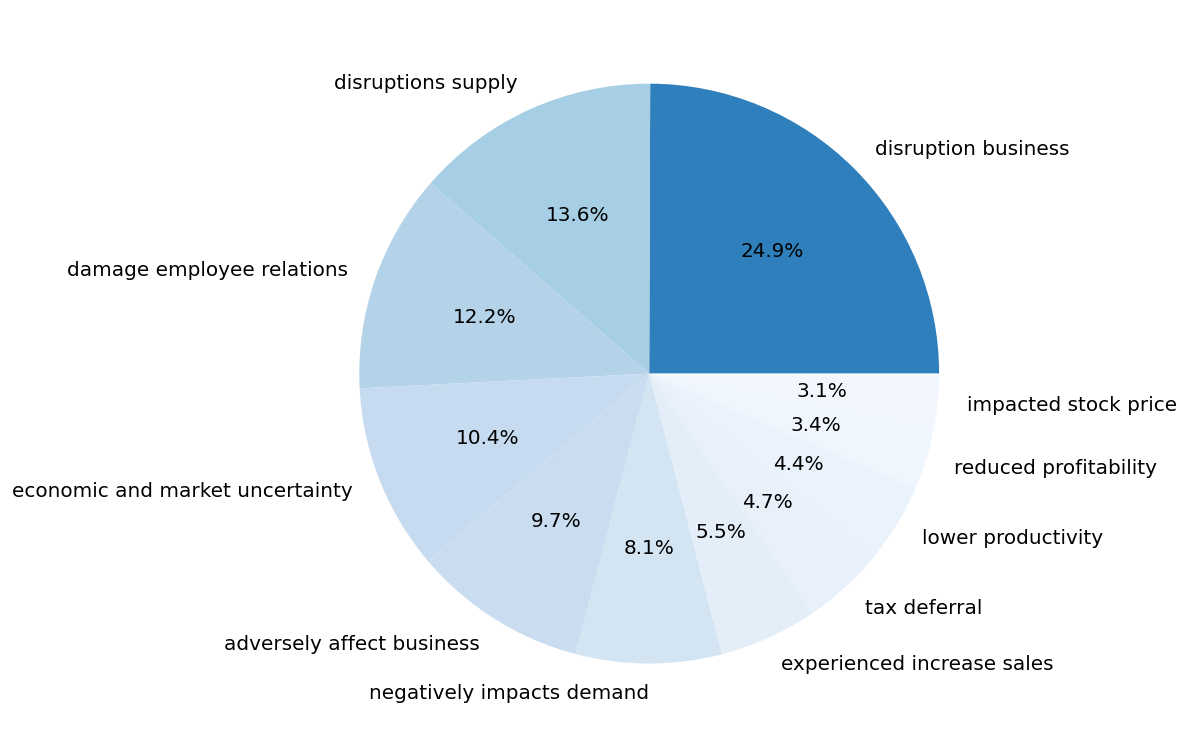 disruptions supply
disruption business
13.6%
24.9%
damage employee relations
12.2%
3.1%
impacted stock price
3.4%
10.4%
4.4%
reduced profitability
economic and market uncertainty
4.7%
9.7%
5.5%
lower productivity
8.1%
tax deferral
adversely affect business
experienced increase sales
negatively impacts demand